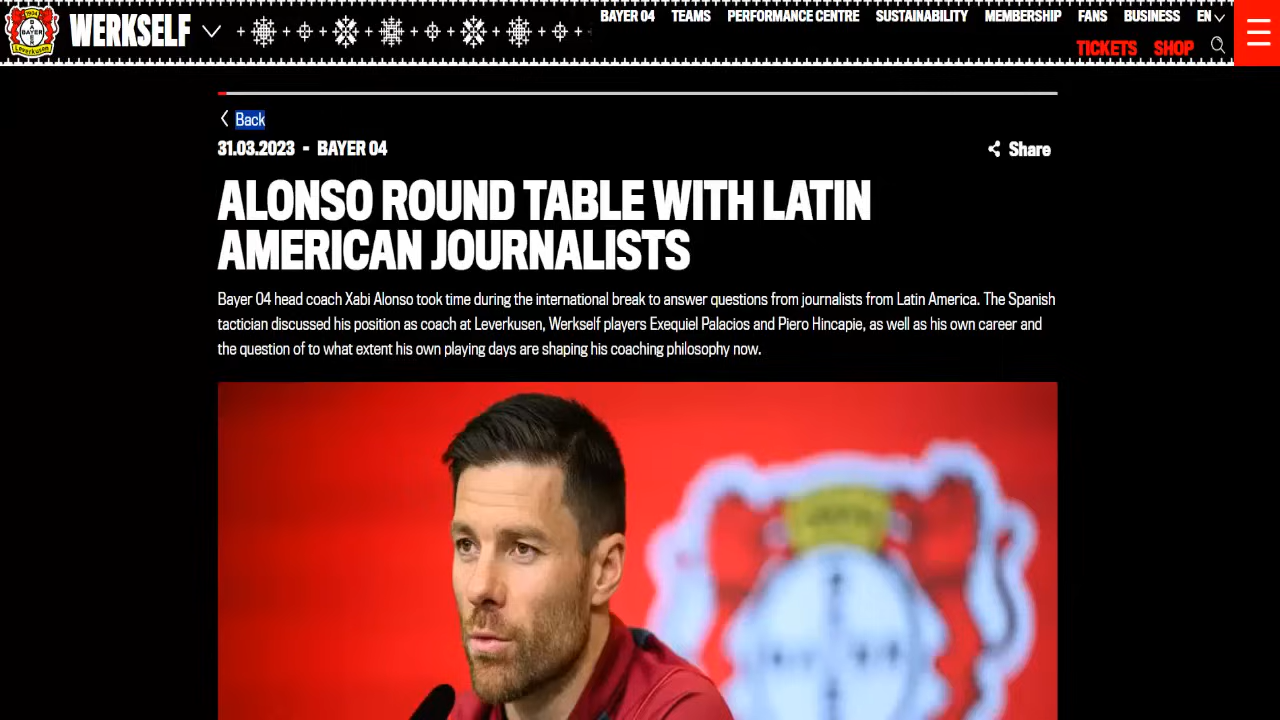 WERKSELF
BAYER 04 TEAMS PERFORMANCE CENTRE SUSTAINABILITY MEMBERSHIP FANS BUSINESS EN
TICKETS SHOP
Back
31.03.2023 - BAYER 04
Share
ALONSO ROUND TABLE WITH LATIN
AMERICAN JOURNALISTS
Bayer 04 head coach Xabi Alonso took time during the international break to answer questions from journalists from Latin America. The Spanish
tactician discussed his position as coach at Leverkusen, Werkself players Exequiel Palacios and Piero Hincapie, as well as his own career and
the question of to what extent his own playing days are shaping his coaching philosophy now.